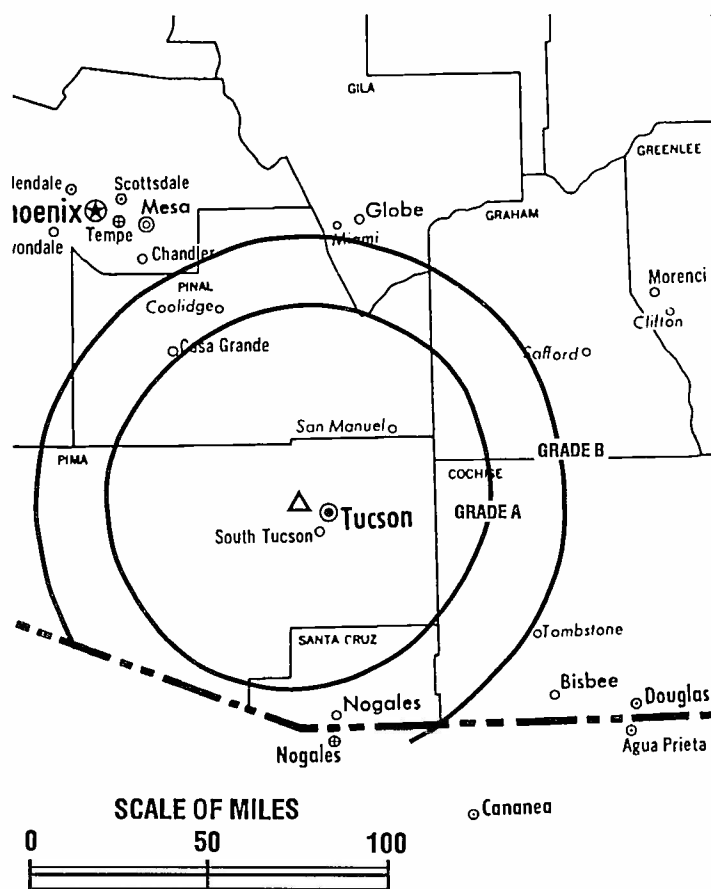 GILA
GREENLEE
lendale
Scottsdale
hoenix
Mesa
Globe
GRAHAM
Tempe
Miami
vondale
Chandler
Morenci
PINAL
Coolidge
Clifton
Casa Grande
Safford
San Manuel
GRADE B
PIMA
COCHISE
GRADE A
Tucson
South Tucson
Tombstone
SANTA CRUZ
Bisbee
Nogales
Douglas
Agua Prieta
Nogales
SCALE OF MILES
Cananea
0 50 100